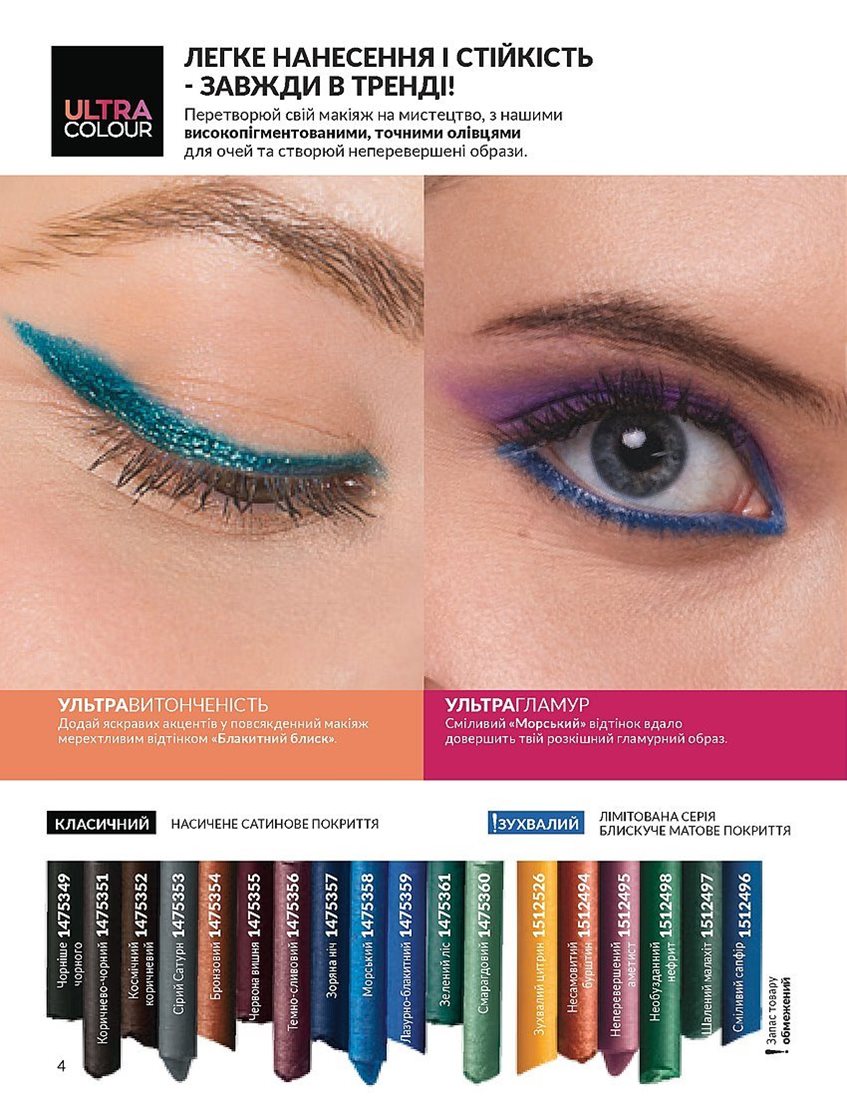 ULTRA
COLOUR
ЛЕГКЕ НАНЕСЕННЯ І СТІЙКІСТЬ
- ЗАВЖДИ В ТРЕНДІ!
Перетворюй свій макіяж на мистецтво, з нашими
високопігментованими, точними олівцями
для очей та створюй неперевершені образи.
УЛЬТРАВИТОНЧЕНІСТЬ
Додай яскравих акцентів у повсякденний макіяж
мерехтливим відтінком «Блакитний блиск».
УЛЬТРАГЛАМУР
Сміливий «Морський» відтінок вдало
довершить твій розкішний гламурний образ.
КЛАСИЧНИЙ
НАСИЧЕНЕ САТИНОВЕ ПОКРИТТЯ
!ЗУХВАЛИЙ
ЛІМІТОВАНА СЕРІЯ
БЛИСКУЧЕ МАТОВЕ ПОКРИТТЯ
Чорніше
чорного
1475349
Коричнево-чорний 1475351
Космічний
коричневий
1475352
Сірий Сатурн 1475353
Бронзовий 1475354
Червона вишня 1475355
Темно-сливовий 1475356
Зоряна ніч 1475357
Морський 1475358
Лазурно-блакитний 1475359
Зелений ліс 1475361
Смарагдовий 1475360
Зухвалий цитрин 1512526
Несамовитий
бурштин
1512494
Неперевершений
аметист
1512495
Необузданний
нефрит
1512498
Шалений малахіт 1512497
Сміливий сапфір 1512496
! Запас товару
обмежений
4